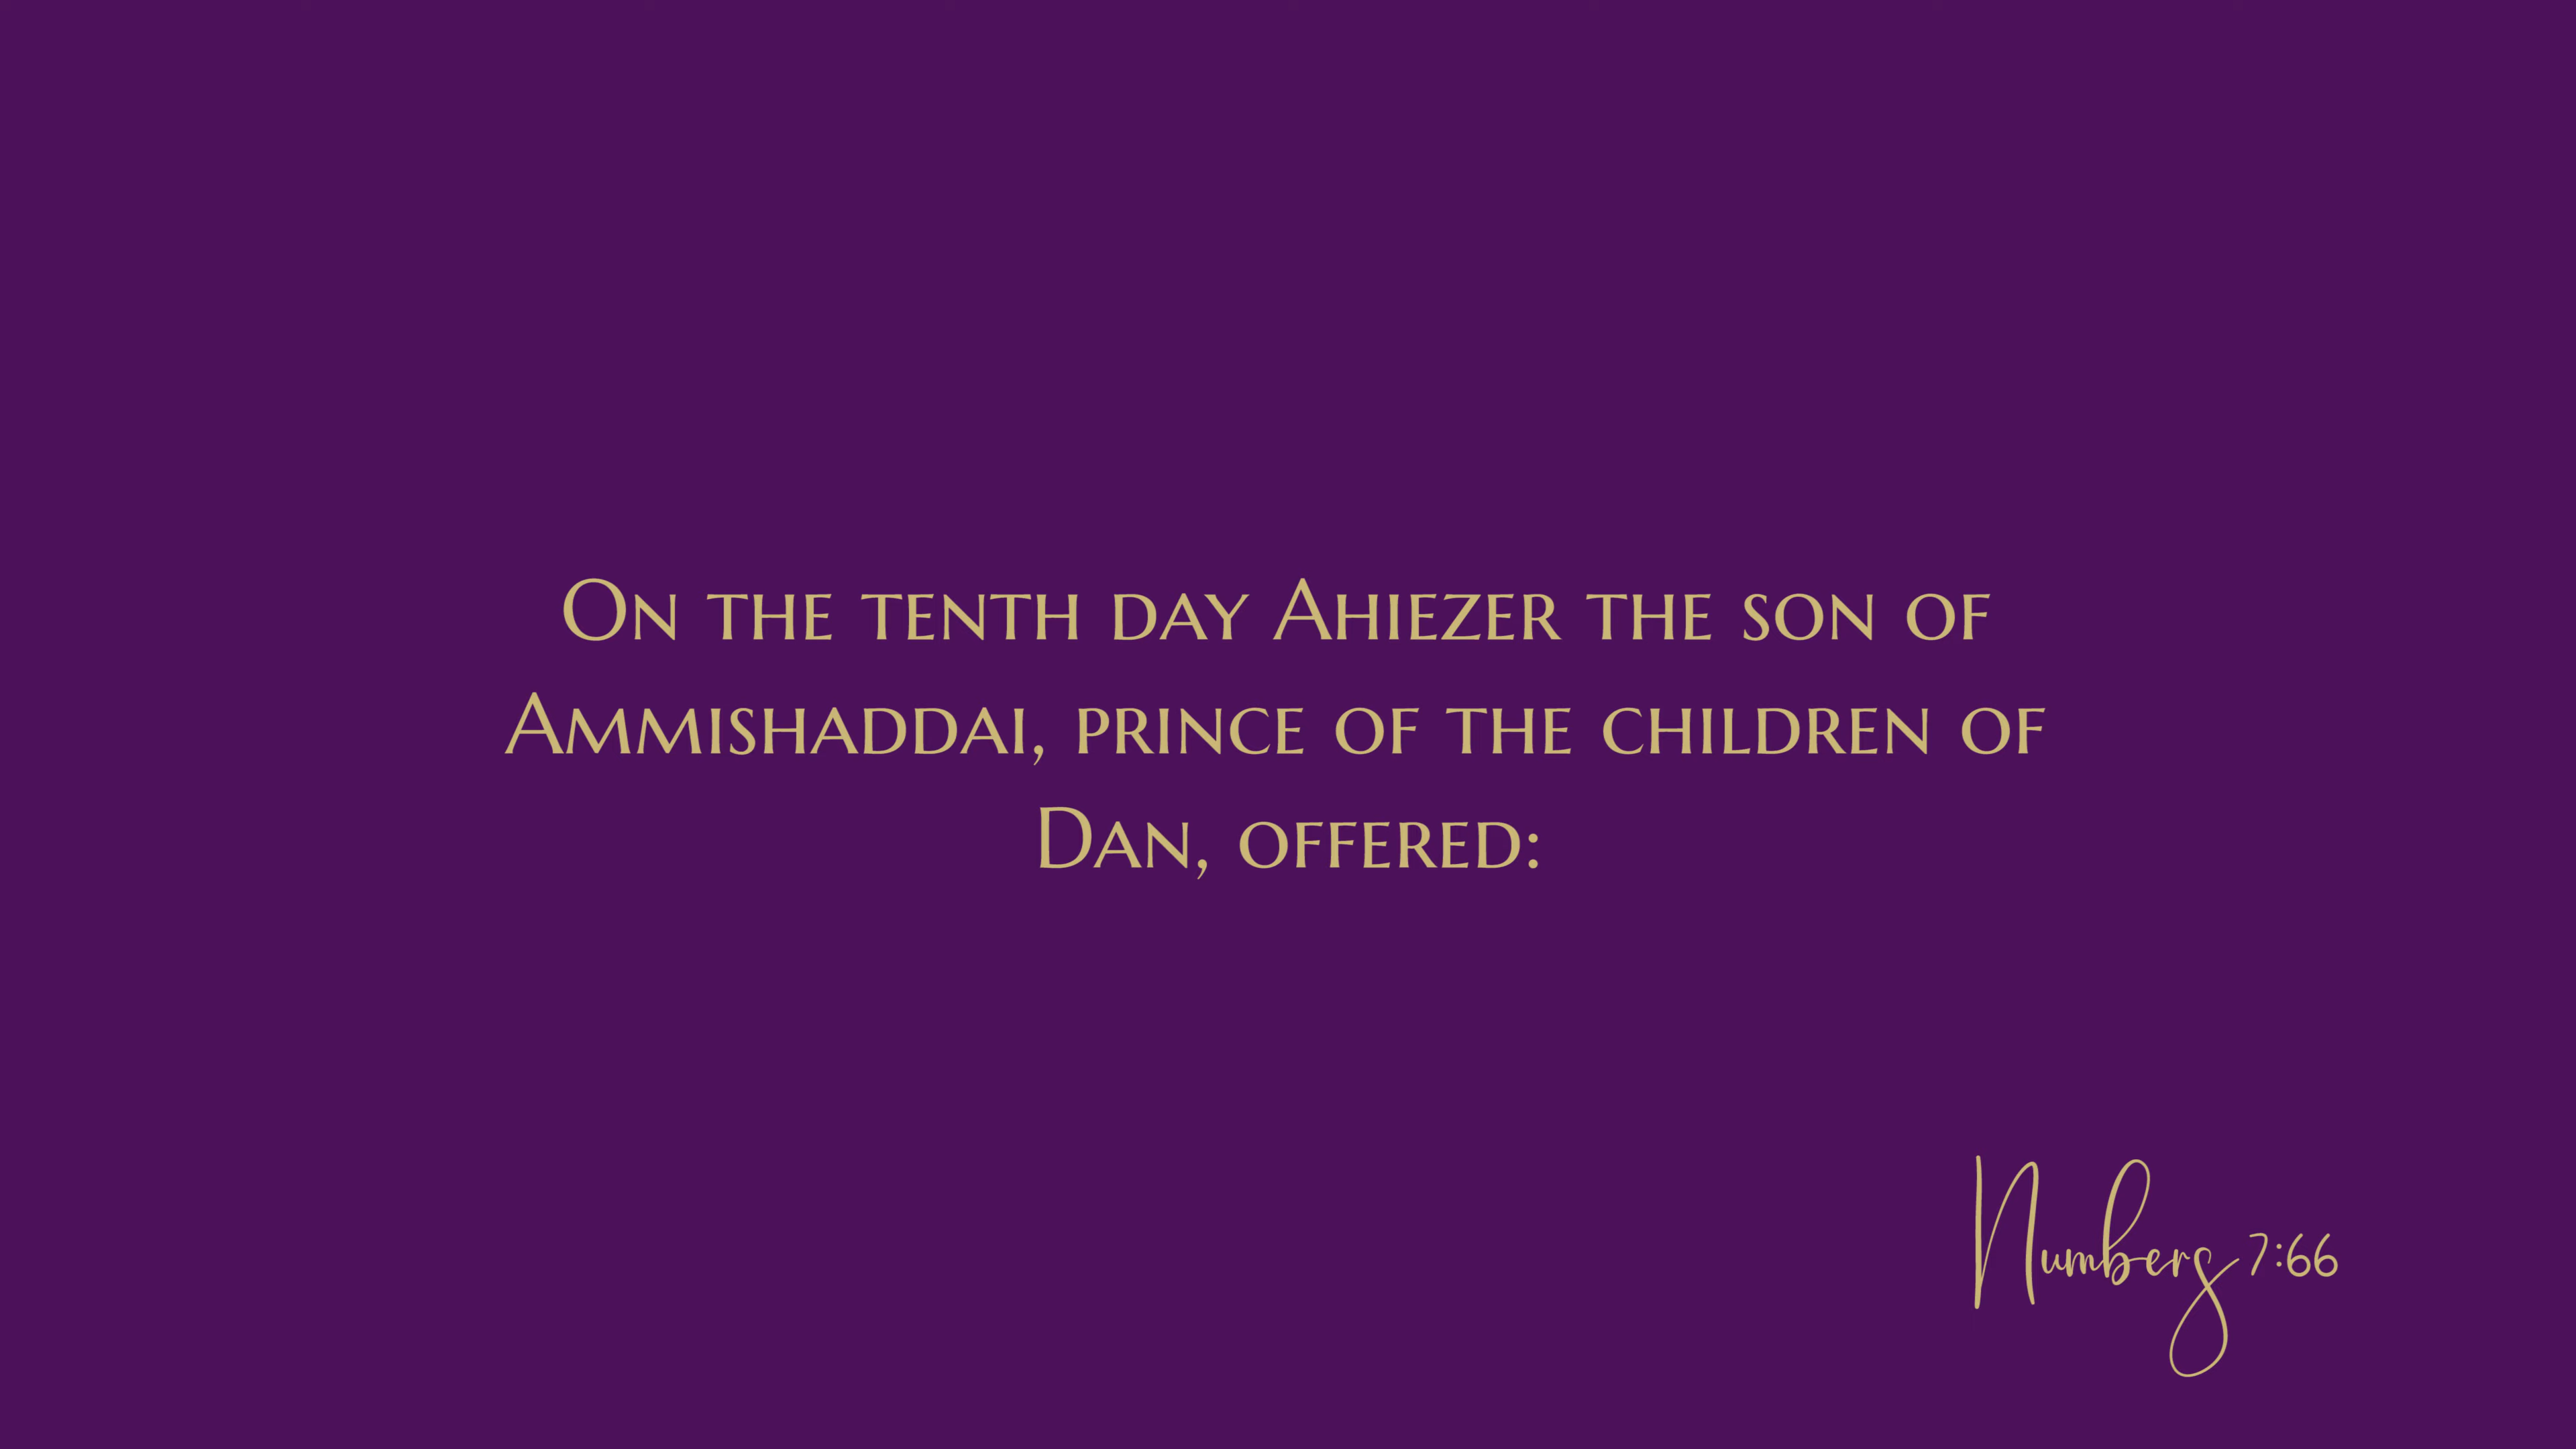 On the tenth day Ahiezer the son of
Ammishaddai, prince of the children of
Dan, offered:
Numbers 7:66